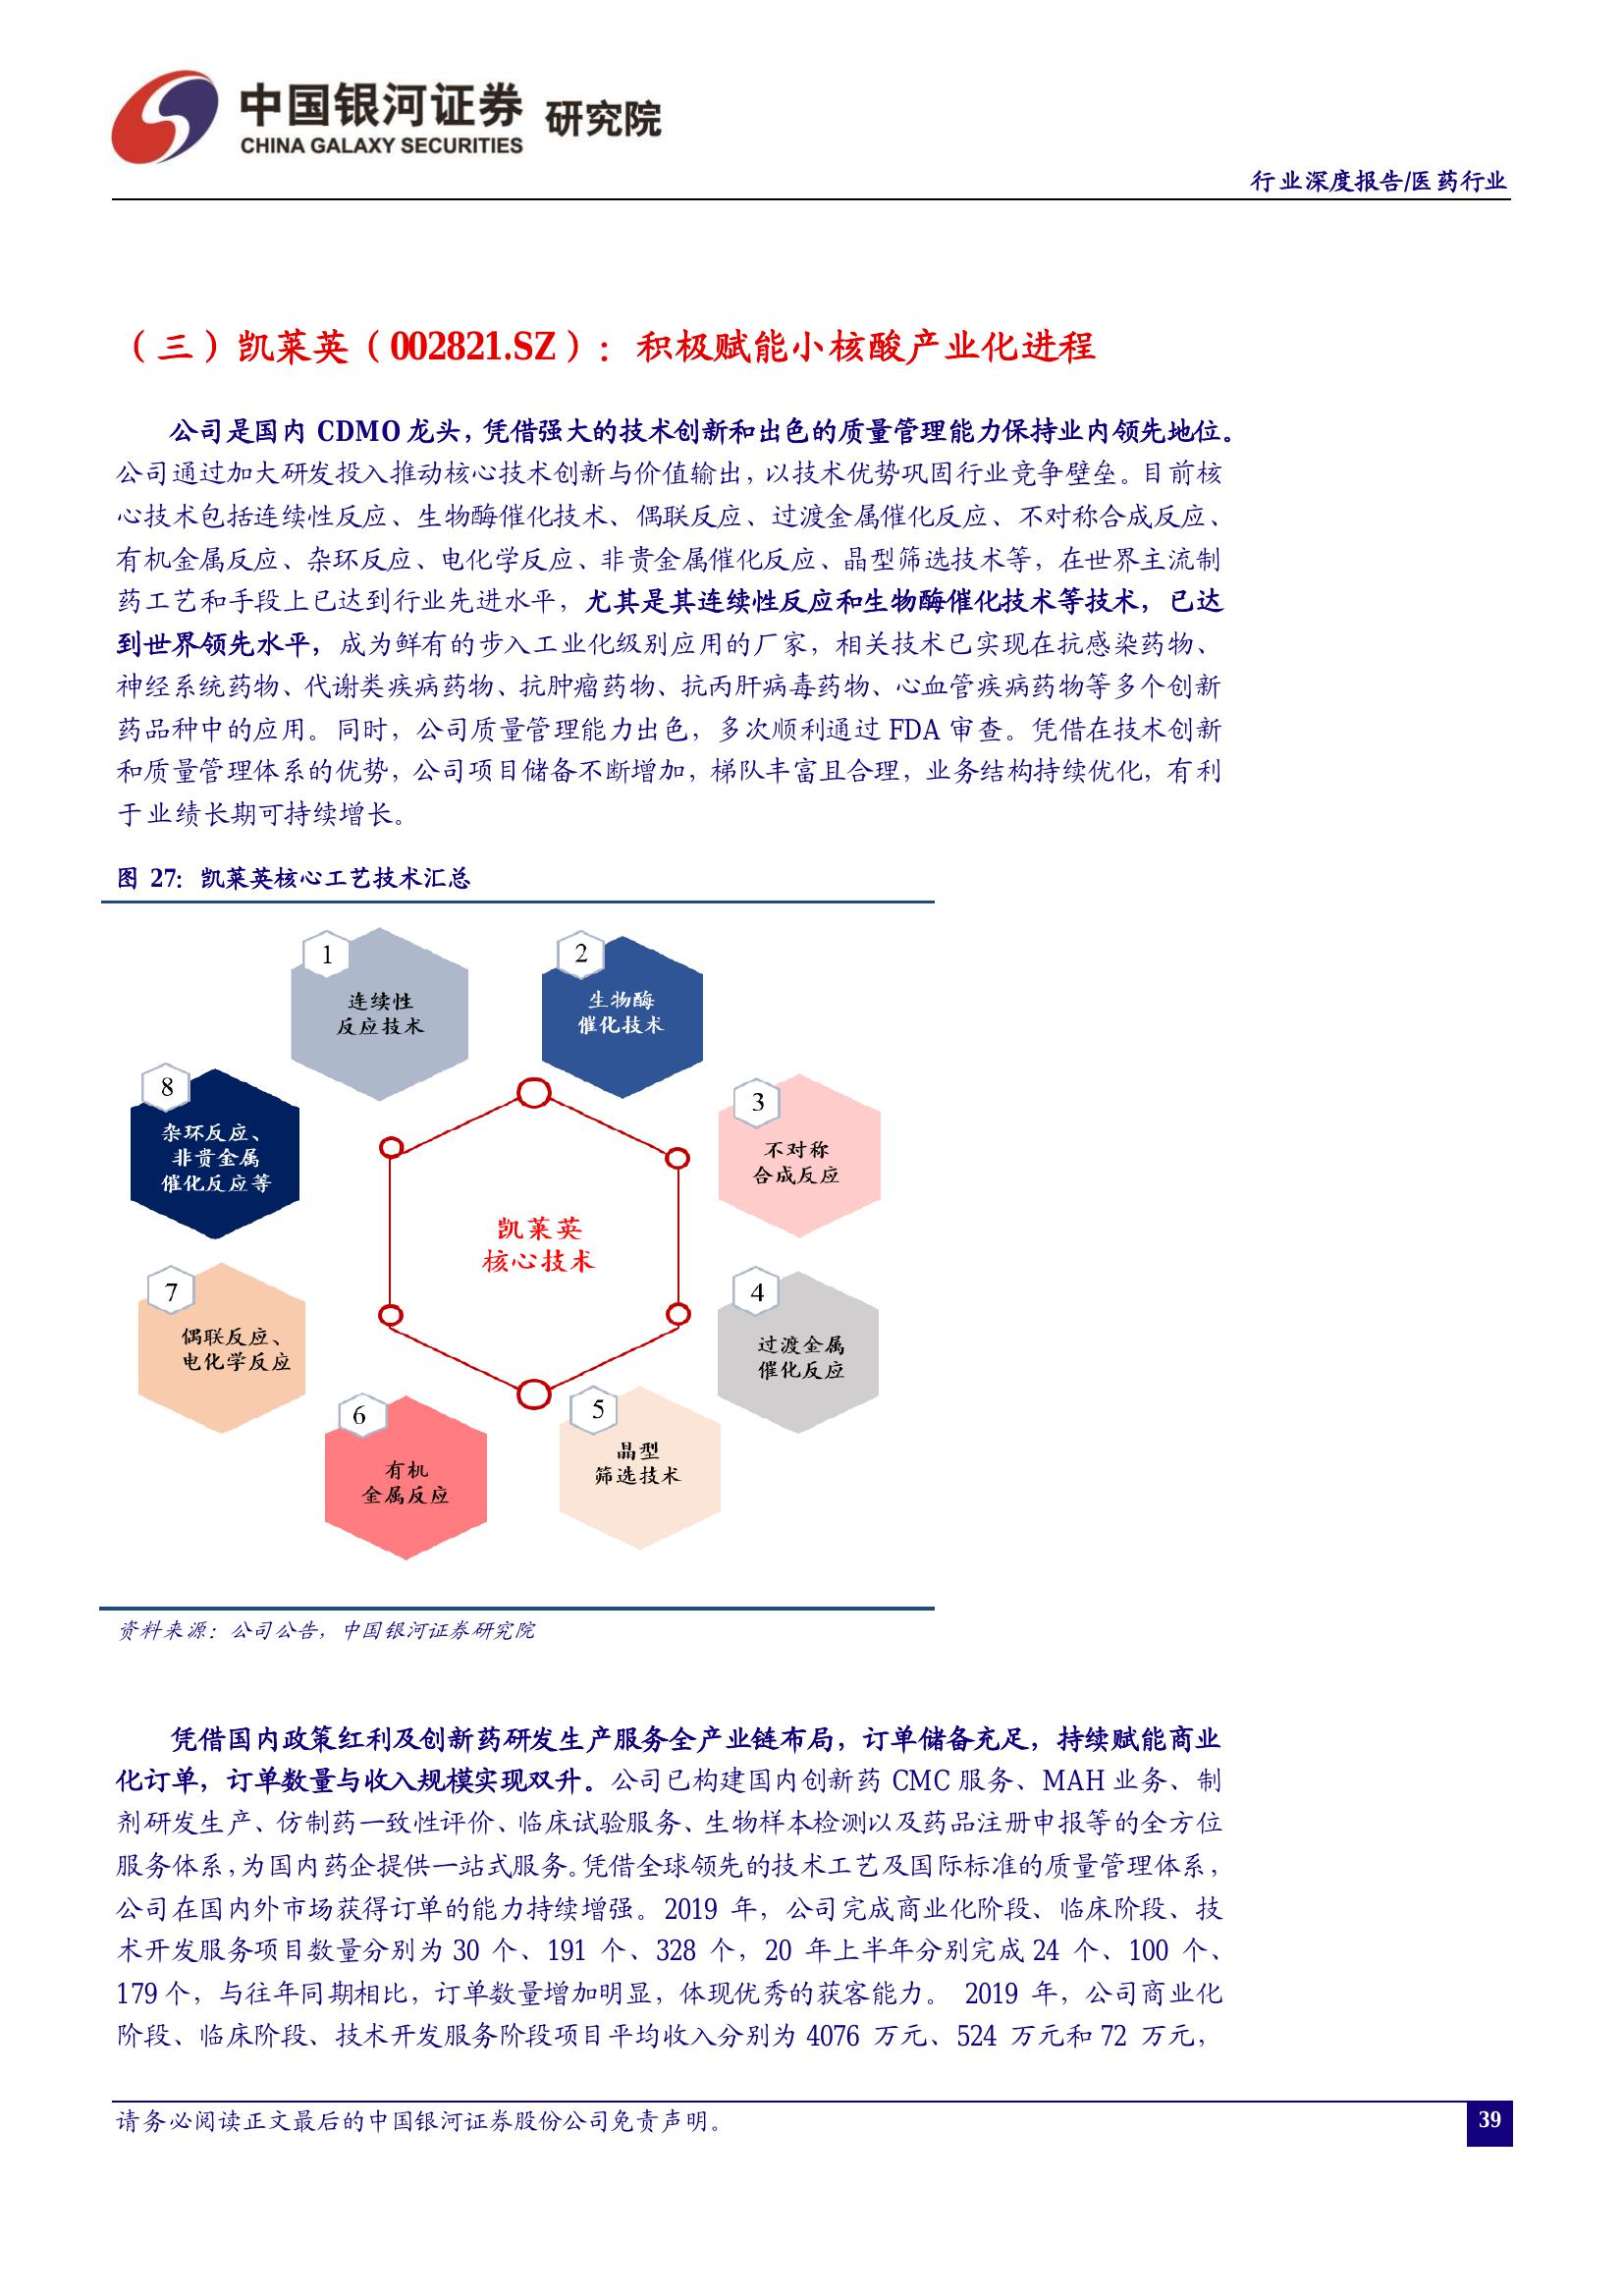 中国银河证券 研究院
CHINA GALAXY SECURITIES
行业深度报告/医药行业
（三）凯莱英（002821.SZ）：积极赋能小核酸产业化进程
公司是国内 CDMO 龙头，凭借强大的技术创新和出色的质量管理能力保持业内领先地位。
公司通过加大研发投入推动核心技术创新与价值输出，以技术优势巩固行业竞争壁垒。目前核
心技术包括连续性反应、生物酶催化技术、偶联反应、过渡金属催化反应、不对称合成反应、
有机金属反应、杂环反应、电化学反应、非贵金属催化反应、晶型筛选技术等，在世界主流制
药工艺和手段上已达到行业先进水平，尤其是其连续性反应和生物酶催化技术等技术，已达
到世界领先水平，成为鲜有的步入工业化级别应用的厂家，相关技术已实现在抗感染药物、
神经系统药物、代谢类疾病药物、抗肿瘤药物、抗丙肝病毒药物、心血管疾病药物等多个创新
药品种中的应用。同时，公司质量管理能力出色，多次顺利通过 FDA 审查。凭借在技术创新
和质量管理体系的优势，公司项目储备不断增加，梯队丰富且合理，业务结构持续优化，有利
于业绩长期可持续增长。
图 27：凯莱英核心工艺技术汇总
1
连续性
反应技术
2
生物酶
催化技术
3
不对称
合成反应
4
过渡金属
催化反应
5
晶型
筛选技术
6
有机
金属反应
7
偶联反应、
电化学反应
8
杂环反应、
非贵金属
催化反应等
凯莱英
核心技术
资料来源：公司公告，中国银河证券研究院
凭借国内政策红利及创新药研发生产服务全产业链布局，订单储备充足，持续赋能商业
化订单，订单数量与收入规模实现双升。公司已构建国内创新药 CMC 服务、MAH 业务、制
剂研发生产、仿制药一致性评价、临床试验服务、生物样本检测以及药品注册申报等的全方位
服务体系，为国内药企提供一站式服务。凭借全球领先的技术工艺及国际标准的质量管理体系，
公司在国内外市场获得订单的能力持续增强。2019 年，公司完成商业化阶段、临床阶段、技
术开发服务项目数量分别为 30 个、191 个、328 个，20 年上半年分别完成 24 个、100 个、
179 个，与往年同期相比，订单数量增加明显，体现优秀的获客能力。 2019 年，公司商业化
阶段、临床阶段、技术开发服务阶段项目平均收入分别为 4076 万元、524 万元和 72 万元，
请务必阅读正文最后的中国银河证券股份公司免责声明。
39